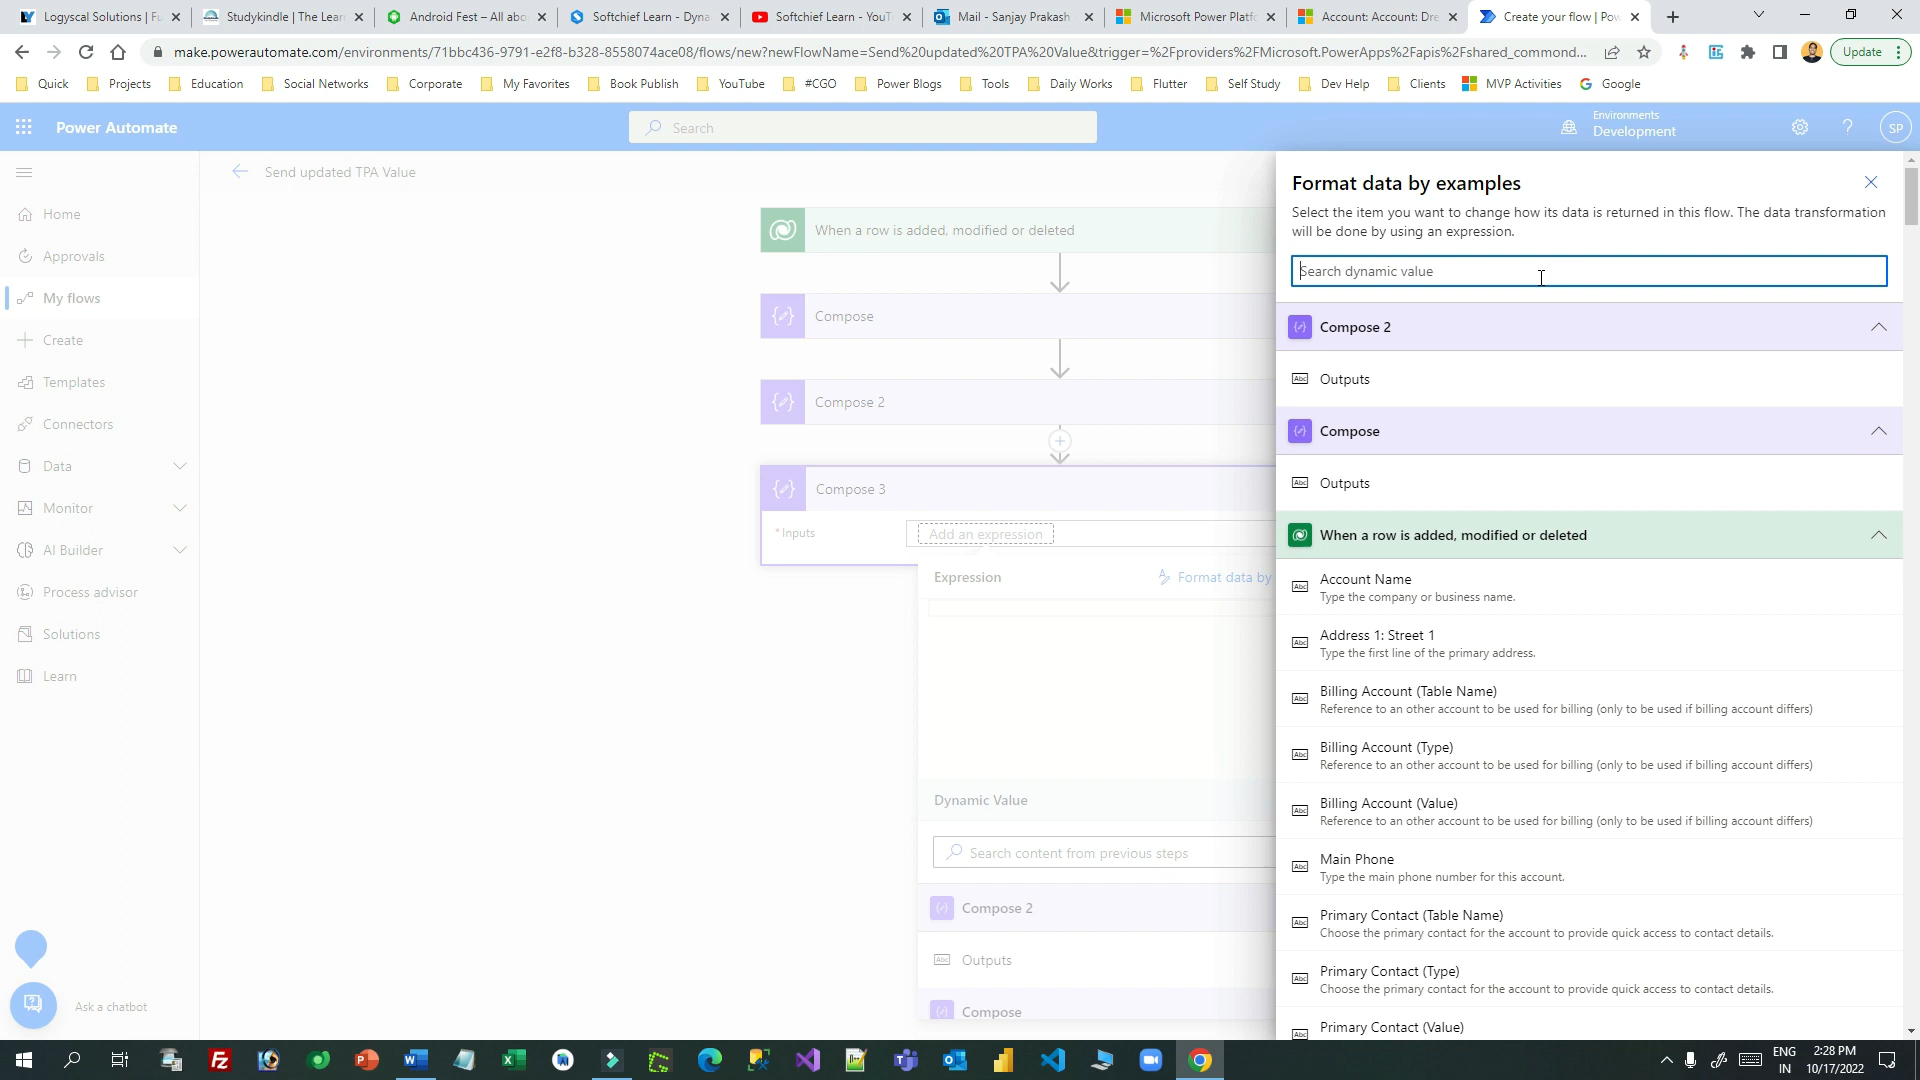 Logyscal Solutions | Fu
Studykindle | The Lear
Android Fest – All abo
Softchief Learn - Dyna
Softchief Learn - YouT
Mail - Sanjay Prakash
Microsoft Power Platfo
Account: Account: Dre
Create your flow | Pow
make.powerautomate.com/environments/71bbc436-9791-e2f8-b328-8558074ace08/flows/new?newFlowName=Send%20updated%20TPA%20Value&trigger=%2Fproviders%2FMicrosoft.PowerApps%2Fapis%2Fshared_commond...
Update
Quick
Projects
Education
Social Networks
Corporate
My Favorites
Book Publish
YouTube
#CGO
Power Blogs
Tools
Daily Works
Flutter
Self Study
Dev Help
Clients
MVP Activities
Google
Power Automate
Search
Environments
Development
SP
Send updated TPA Value
Home
Approvals
My flows
Create
Templates
Connectors
Data
Monitor
AI Builder
Process advisor
Solutions
Learn
Ask a chatbot
When a row is added, modified or deleted
Compose
Compose 2
Compose 3
* Inputs
Add an expression
Expression
Format data by
Dynamic Value
Search content from previous steps
Compose 2
Outputs
Compose
Format data by examples
Select the item you want to change how its data is returned in this flow. The data transformation
will be done by using an expression.
Search dynamic value
Compose 2
Outputs
Compose
Outputs
When a row is added, modified or deleted
Account Name
Type the company or business name.
Address 1: Street 1
Type the first line of the primary address.
Billing Account (Table Name)
Reference to an other account to be used for billing (only to be used if billing account differs)
Billing Account (Type)
Reference to an other account to be used for billing (only to be used if billing account differs)
Billing Account (Value)
Reference to an other account to be used for billing (only to be used if billing account differs)
Main Phone
Type the main phone number for this account.
Primary Contact (Table Name)
Choose the primary contact for the account to provide quick access to contact details.
Primary Contact (Type)
Choose the primary contact for the account to provide quick access to contact details.
Primary Contact (Value)
ENG
IN
2:28 PM
10/17/2022